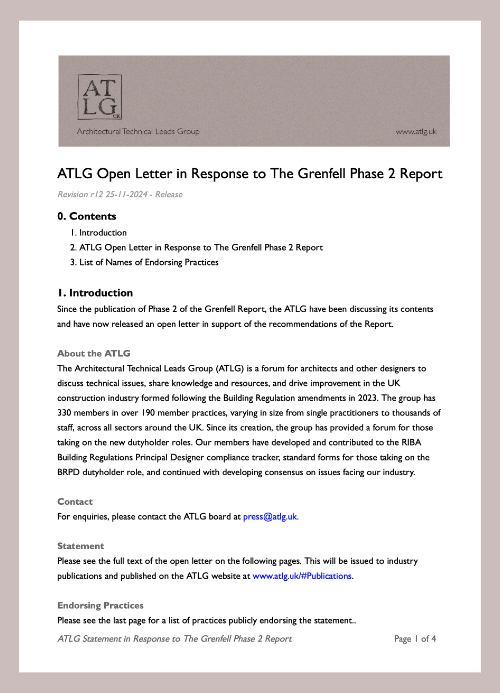 AT
LG
UK
Architectural Technical Leads Group
www.atlg.uk
ATLG Open Letter in Response to The Grenfell Phase 2 Report
Revision r12 25-11-2024 - Release
0. Contents
1. Introduction
2. ATLG Open Letter in Response to The Grenfell Phase 2 Report
3. List of Names of Endorsing Practices
1. Introduction
Since the publication of Phase 2 of the Grenfell Report, the ATLG have been discussing its contents
and have now released an open letter in support of the recommendations of the Report.
About the ATLG
The Architectural Technical Leads Group (ATLG) is a forum for architects and other designers to
discuss technical issues, share knowledge and resources, and drive improvement in the UK
construction industry formed following the Building Regulation amendments in 2023. The group has
330 members in over 190 member practices, varying in size from single practitioners to thousands of
staff, across all sectors around the UK. Since its creation, the group has provided a forum for those
taking on the new dutyholder roles. Our members have developed and contributed to the RIBA
Building Regulations Principal Designer compliance tracker, standard forms for those taking on the
BRPD dutyholder role, and continued with developing consensus on issues facing our industry.
Contact
For enquiries, please contact the ATLG board at press@atlg.uk.
Statement
Please see the full text of the open letter on the following pages. This will be issued to industry
publications and published on the ATLG website at www.atlg.uk/#Publications.
Endorsing Practices
Please see the last page for a list of practices publicly endorsing the statement..
ATLG Statement in Response to The Grenfell Phase 2 Report
Page 1 of 4